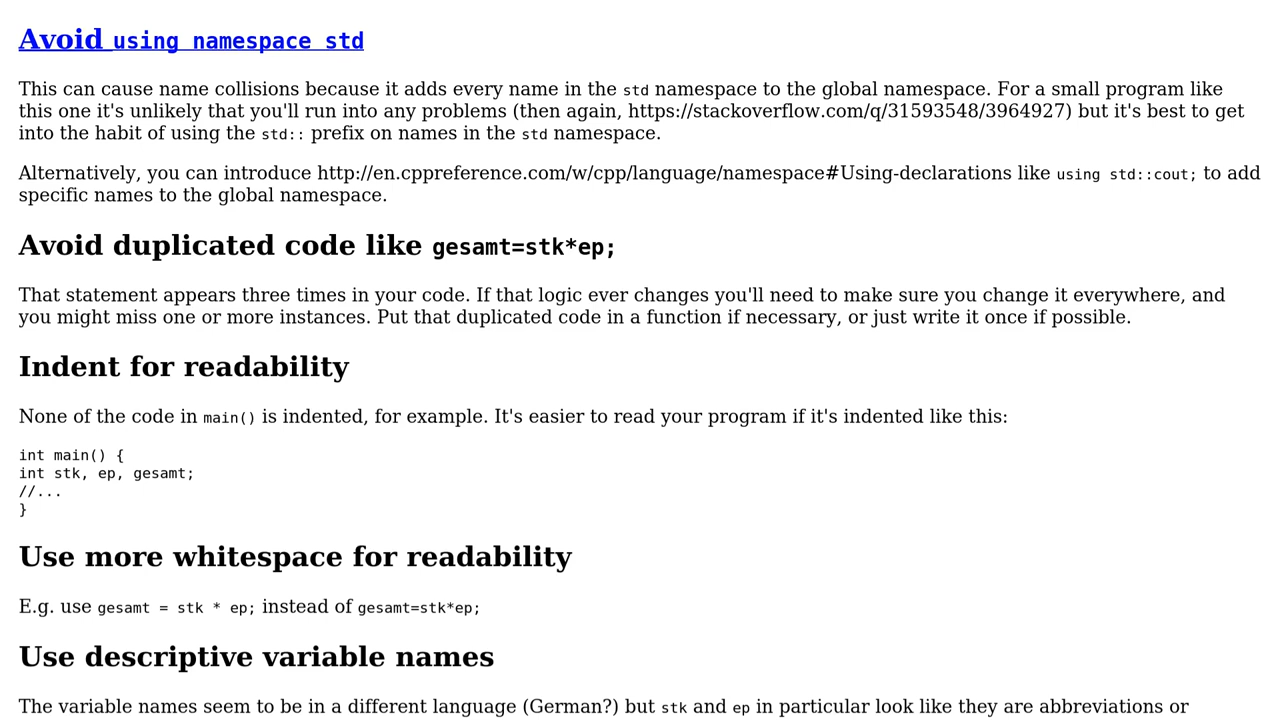 Avoid using namespace std
This can cause name collisions because it adds every name in the std namespace to the global namespace. For a small program like
this one it's unlikely that you'll run into any problems (then again, https://stackoverflow.com/q/31593548/3964927) but it's best to get
into the habit of using the std:: prefix on names in the std namespace.
Alternatively, you can introduce http://en.cppreference.com/w/cpp/language/namespace#Using-declarations like using std::cout; to add
specific names to the global namespace.
Avoid duplicated code like gesamt=stk*ep;
That statement appears three times in your code. If that logic ever changes you'll need to make sure you change it everywhere, and
you might miss one or more instances. Put that duplicated code in a function if necessary, or just write it once if possible.
Indent for readability
None of the code in main() is indented, for example. It's easier to read your program if it's indented like this:
int main() {
int stk, ep, gesamt;
//...
}
Use more whitespace for readability
E.g. use gesamt = stk * ep; instead of gesamt=stk*ep;
Use descriptive variable names
The variable names seem to be in a different language (German?) but stk and ep in particular look like they are abbreviations or